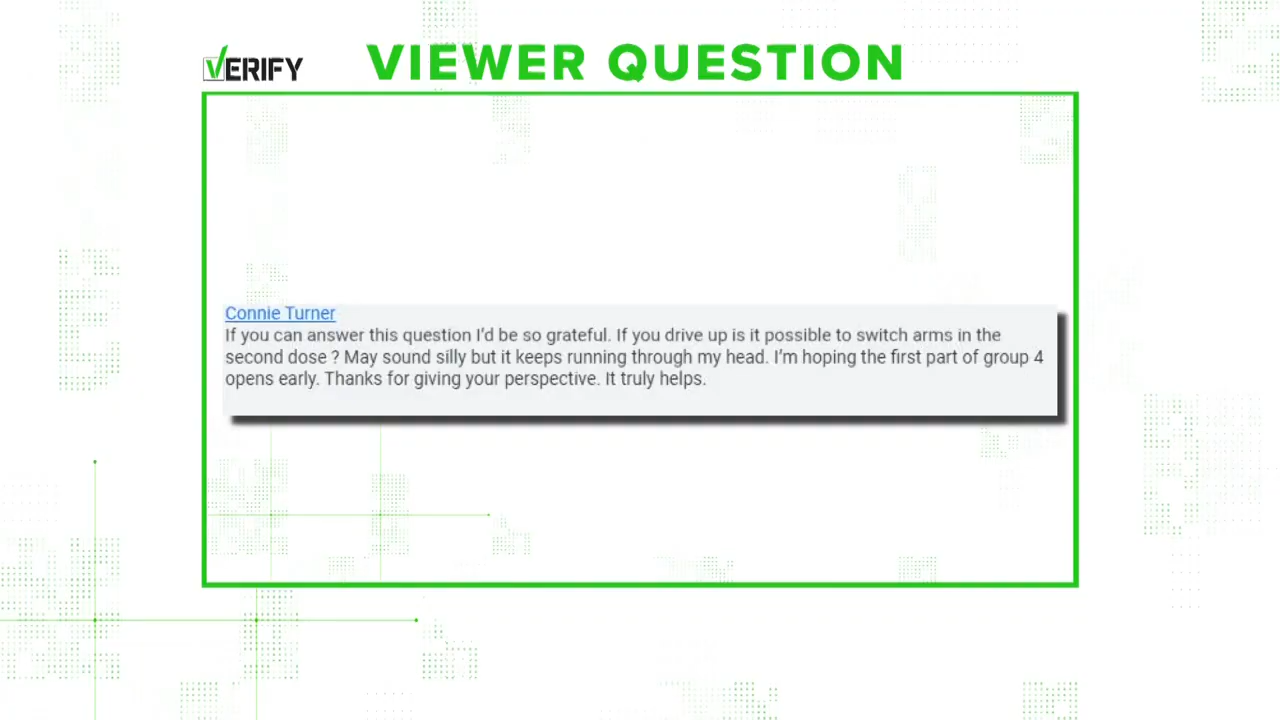 VERIFY
VIEWER QUESTION
Connie Turner
If you can answer this question I'd be so grateful. If you drive up is it possible to switch arms in the
second dose ? May sound silly but it keeps running through my head. I'm hoping the first part of group 4
opens early. Thanks for giving your perspective. It truly helps.